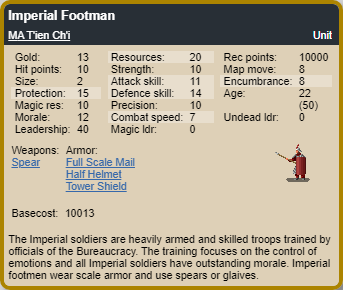 Imperial Footman
MA T'ien Ch'i Unit
Gold: 13 Resources: 20 Rec points: 10000
Hit points: 10 Strength: 10 Map move: 8
Size: 2 Attack skill: 11 Encumbrance: 8
Protection: 15 Defence skill: 14 Age: 22
Magic res: 10 Precision: 10 (50)
Morale: 12 Combat speed: 7 Undead ldr: 0
Leadership: 40 Magic ldr: 0
Weapons: Armor:
Spear Full Scale Mail
Half Helmet
Tower Shield
Basecost: 10013
The Imperial soldiers are heavily armed and skilled troops trained by
officials of the Bureaucracy. The training focuses on the control of
emotions and all Imperial soldiers have outstanding morale. Imperial
footmen wear scale armor and use spears or glaives.